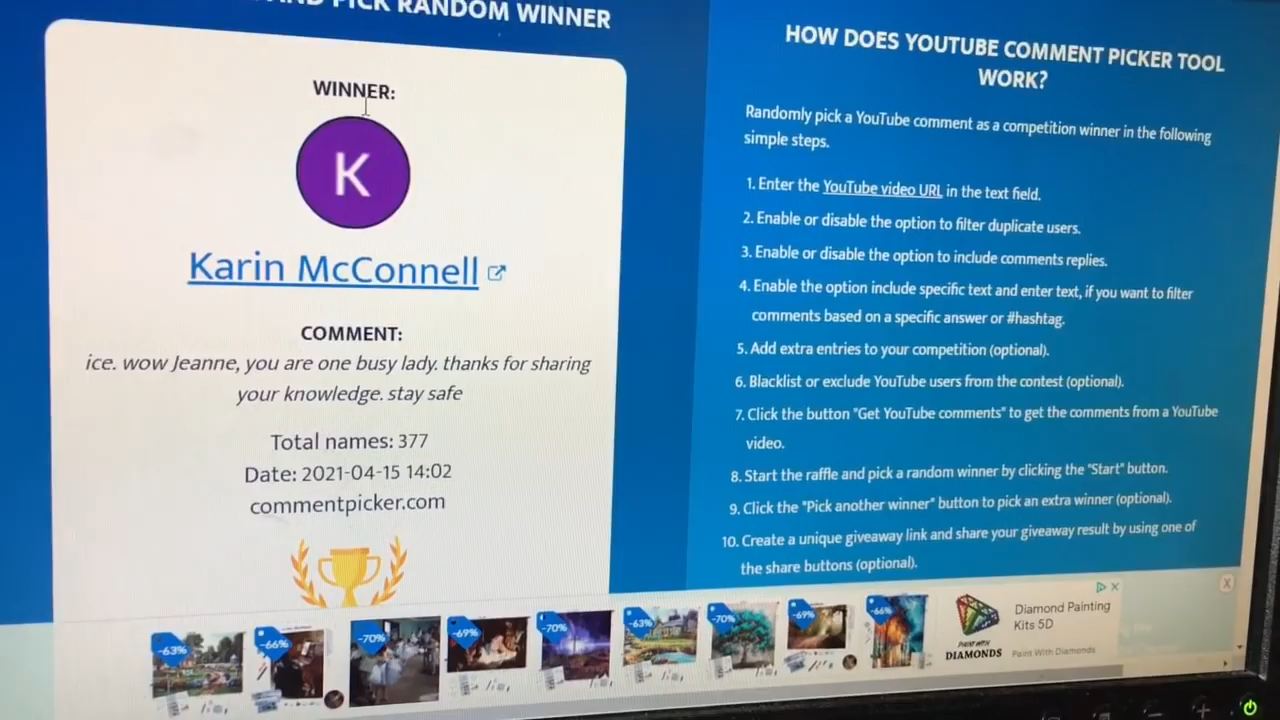 AND PICK RANDOM WINNER
WINNER:
K
Karin McConnell
COMMENT:
ice. wow Jeanne, you are one busy lady. thanks for sharing
your knowledge. stay safe
Total names: 377
Date: 2021-04-15 14:02
commentpicker.com
HOW DOES YOUTUBE COMMENT PICKER TOOL
WORK?
Randomly pick a YouTube comment as a competition winner in the following
simple steps.
1. Enter the YouTube video URL in the text field.
2. Enable or disable the option to filter duplicate users.
3. Enable or disable the option to include comments replies.
4. Enable the option include specific text and enter text, if you want to filter
comments based on a specific answer or #hashtag.
5. Add extra entries to your competition (optional).
6. Blacklist or exclude YouTube users from the contest (optional).
7. Click the button "Get YouTube comments" to get the comments from a YouTube
video.
8. Start the raffle and pick a random winner by clicking the "Start" button.
9. Click the "Pick another winner" button to pick an extra winner (optional).
10. Create a unique giveaway link and share your giveaway result by using one of
the share buttons (optional).
-63% -66% -70% -69% -70% -63% -70% -69% -66%
PAINT WITH
DIAMONDS
Diamond Painting
Kits 5D
Paint With Diamonds